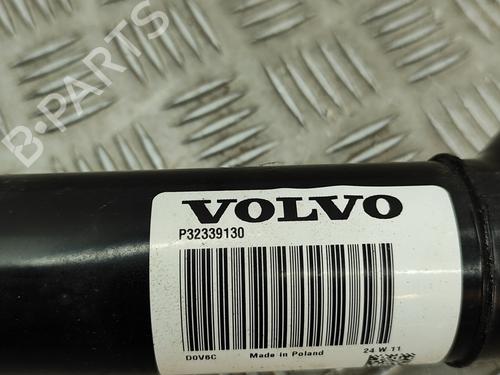 B-PARTS
VOLVO
P32339130
D0V6C Made in Poland 24 W 11